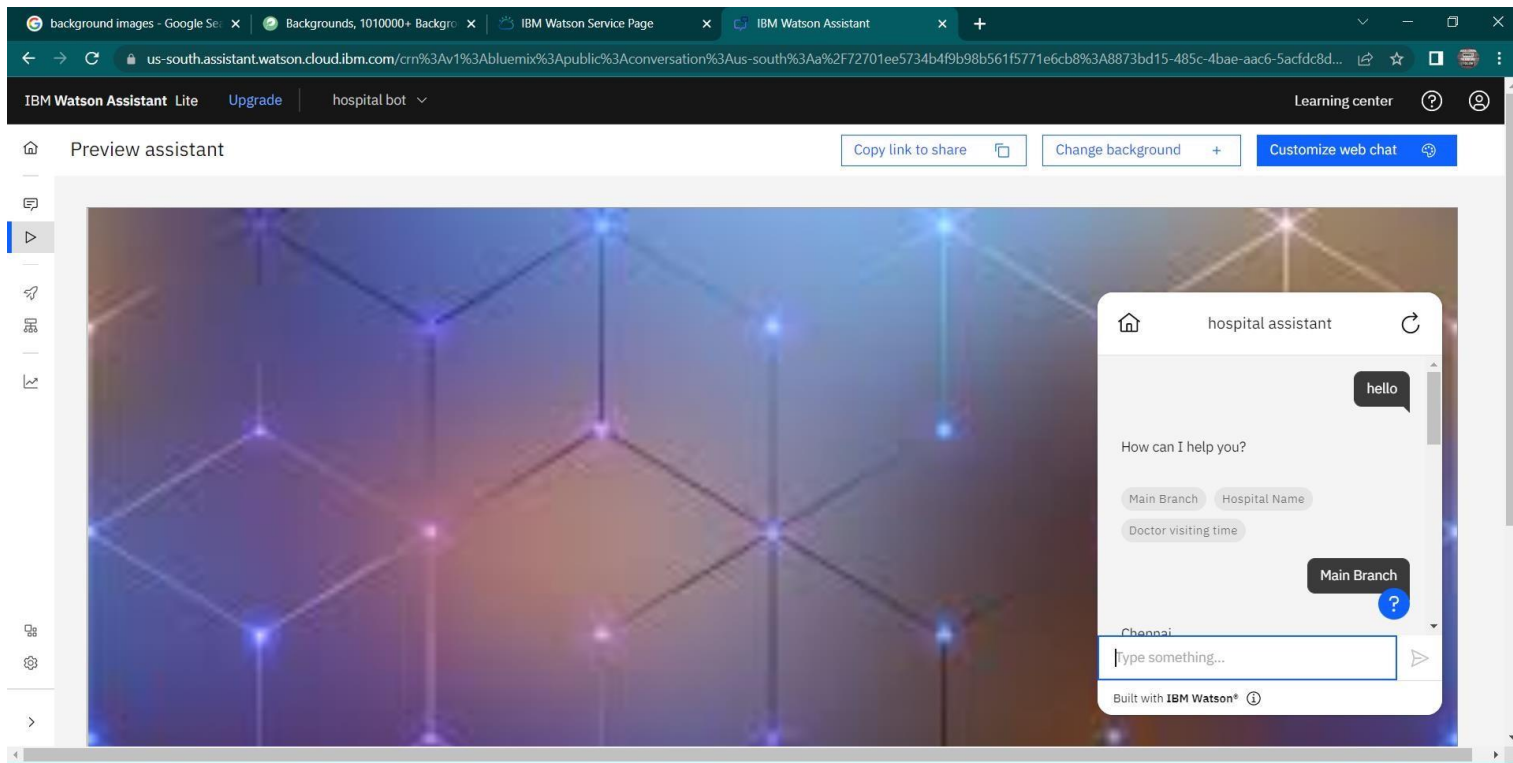 background images - Google Sea
Backgrounds, 1010000+ Backgro
IBM Watson Service Page
IBM Watson Assistant
us-south.assistant.watson.cloud.ibm.com/crn%3Av1%3Abluemix%3Apublic%3Aconversation%3Aus-south%3Aa%2F72701ee5734b4f9b98b561f5771e6cb8%3A8873bd15-485c-4bae-aac6-5acfdc8d...
IBM Watson Assistant Lite
Upgrade
hospital bot
Learning center
Preview assistant
Copy link to share
Change background +
Customize web chat
hospital assistant
hello
How can I help you?
Main Branch
Hospital Name
Doctor visiting time
Main Branch
?
Chennai
Type something...
Built with IBM Watson®